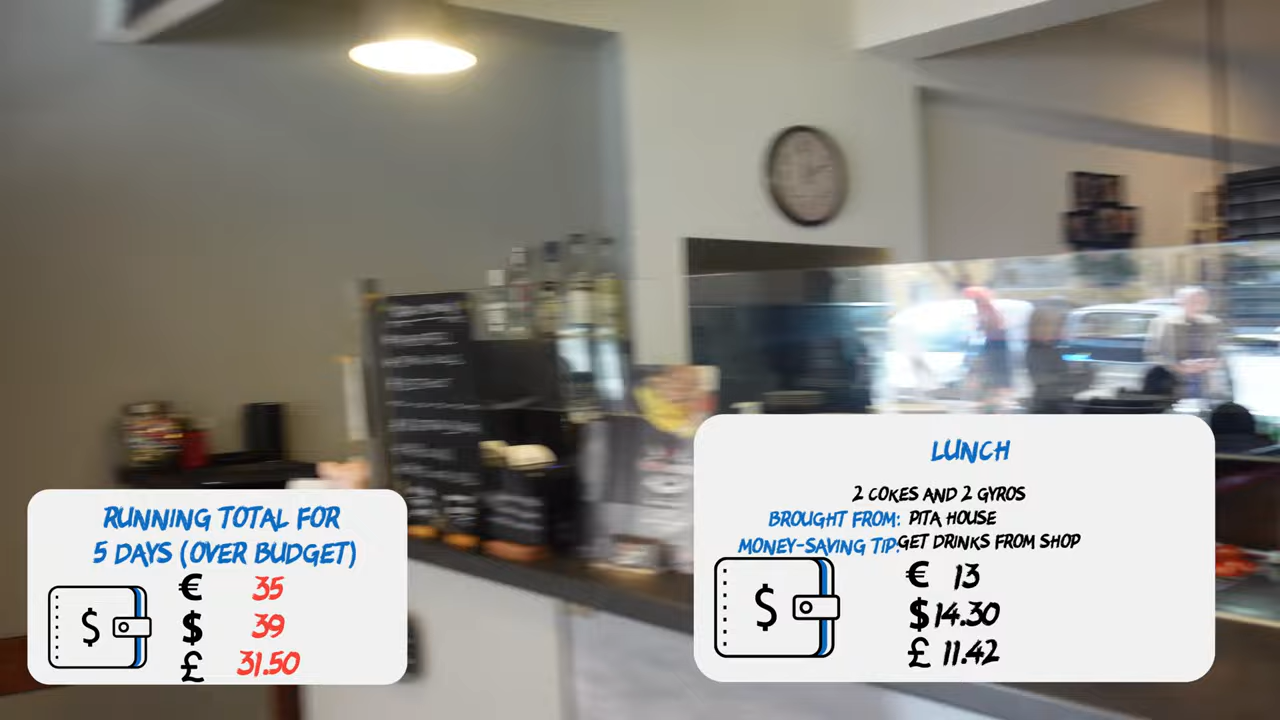 RUNNING TOTAL FOR
5 DAYS (OVER BUDGET)
€ 35
$ 39
£ 31.50
$
LUNCH
2 COKES AND 2 GYROS
BROUGHT FROM: PITA HOUSE
MONEY-SAVING TIP:GET DRINKS FROM SHOP
€ 13
$ 14.30
£ 11.42
$